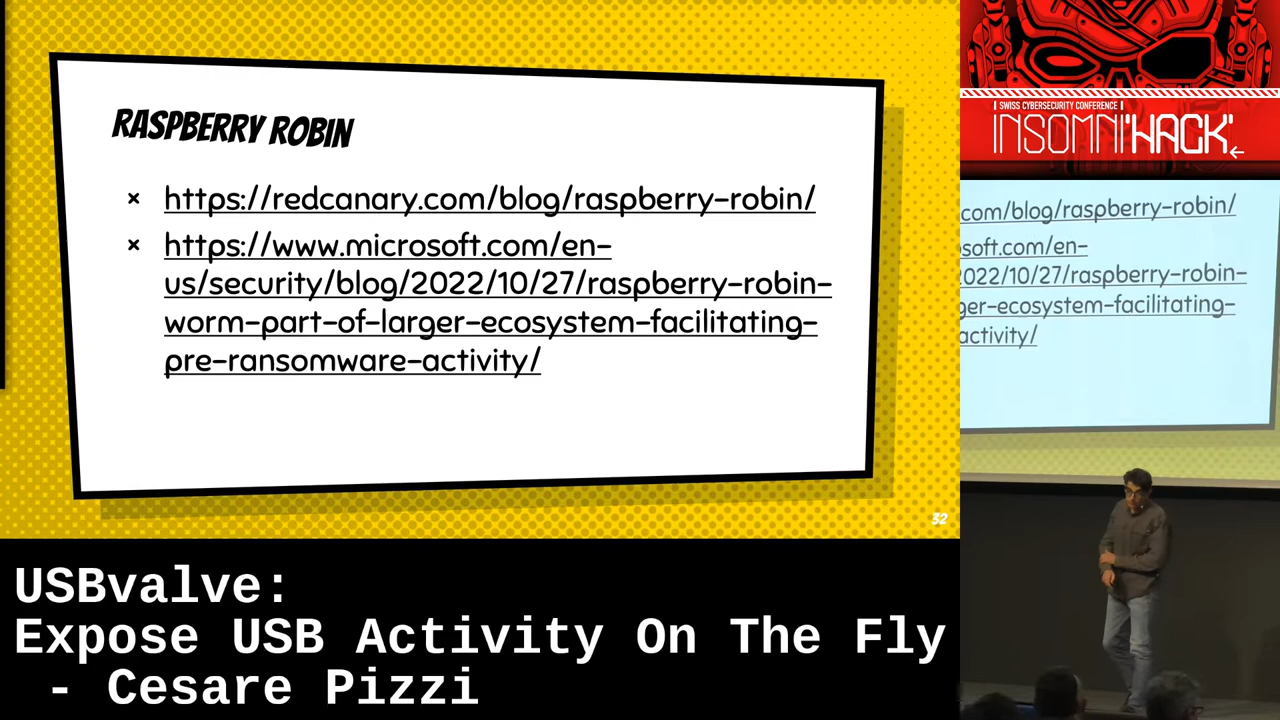 RASPBERRY ROBIN
× https://redcanary.com/blog/raspberry-robin/
× https://www.microsoft.com/en-
us/security/blog/2022/10/27/raspberry-robin-
worm-part-of-larger-ecosystem-facilitating-
pre-ransomware-activity/
32
SWISS CYBERSECURITY CONFERENCE
INSOMNI'HACK'
com/blog/raspberry-robin/
soft.com/en-
2022/10/27/raspberry-robin-
ger-ecosystem-facilitating-
activity/
USBvalve:
Expose USB Activity On The Fly
- Cesare Pizzi